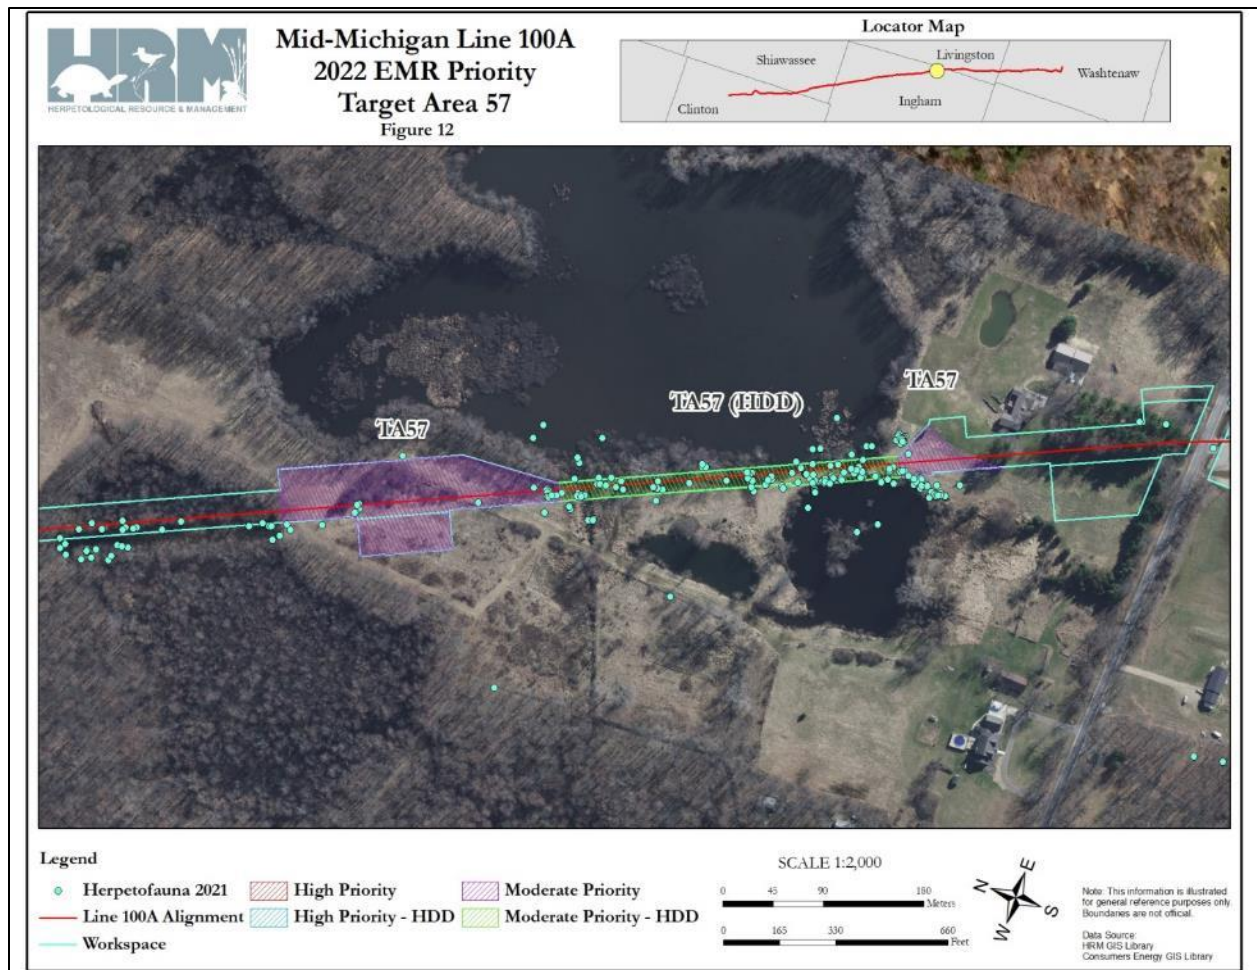 HRM
HERPETOLOGICAL RESOURCE & MANAGEMENT
Mid-Michigan Line 100A
2022 EMR Priority
Target Area 57
Figure 12
Locator Map
Shiawassee
Livingston
Washtenaw
Clinton
Ingham
TA57
TA57 (HDD)
TA57
Legend
Herpetofauna 2021
High Priority
Moderate Priority
Line 100A Alignment
High Priority - HDD
Moderate Priority - HDD
Workspace
SCALE 1:2,000
0 45 90 180
Meters
0 165 330 660
Feet
N
E
S
W
Note: This information is illustrated
for general reference purposes only.
Boundaries are not official.
Data Source:
HRM GIS Library
Consumers Energy GIS Library